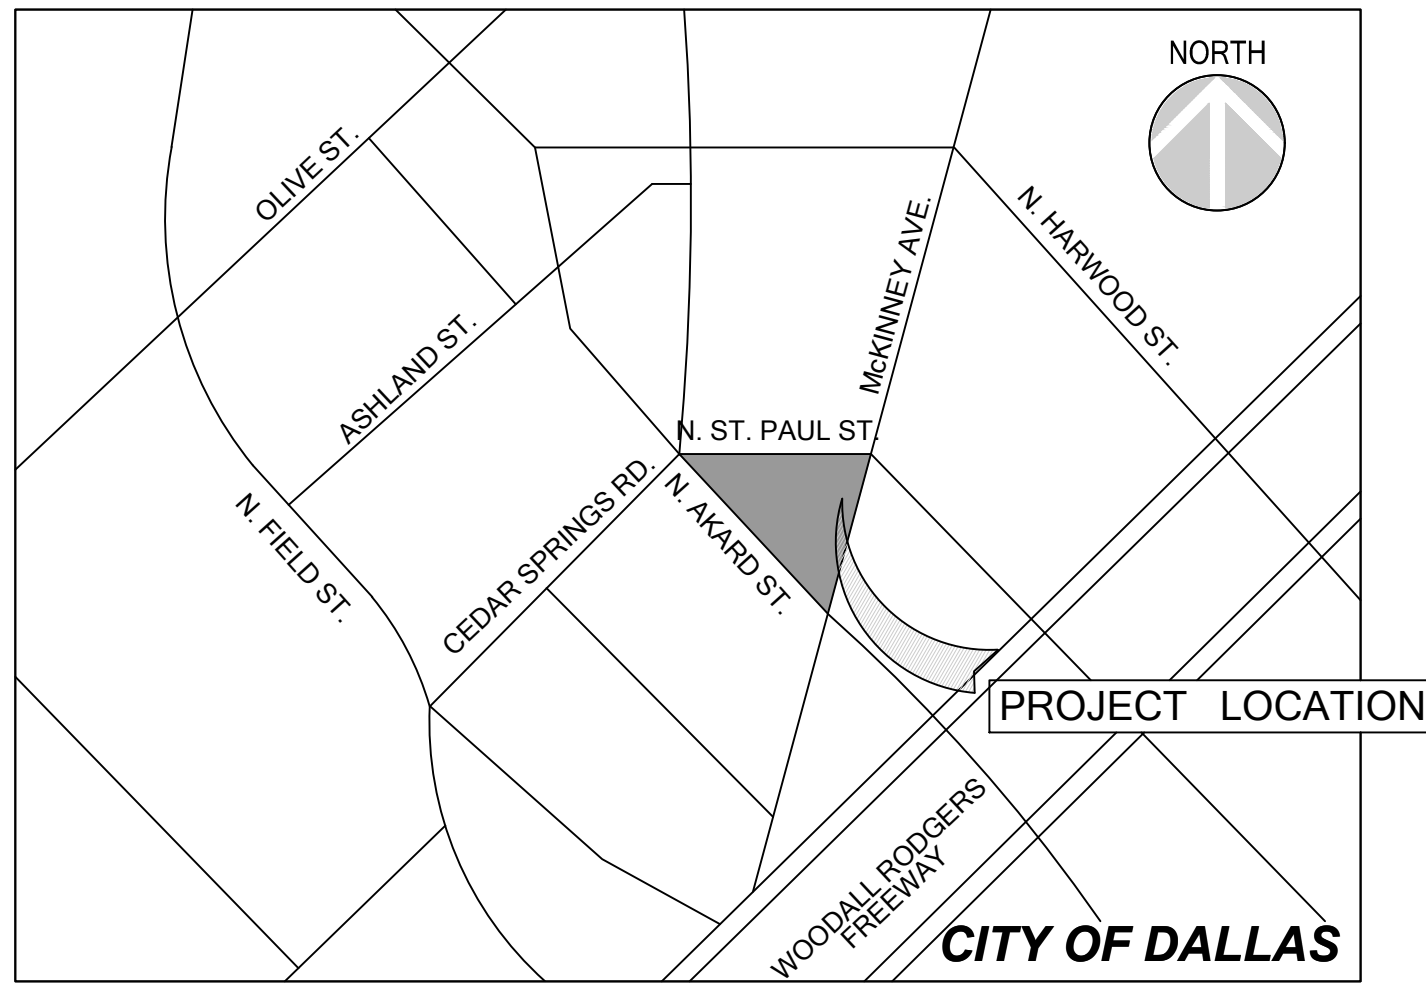 NORTH
OLIVE ST.
N. HARWOOD ST.
McKINNEY AVE.
ASHLAND ST.
N. ST. PAUL ST.
CEDAR SPRINGS RD.
N. AKARD ST.
N. FIELD ST.
PROJECT LOCATION
WOODALL RODGERS
FREEWAY
CITY OF DALLAS